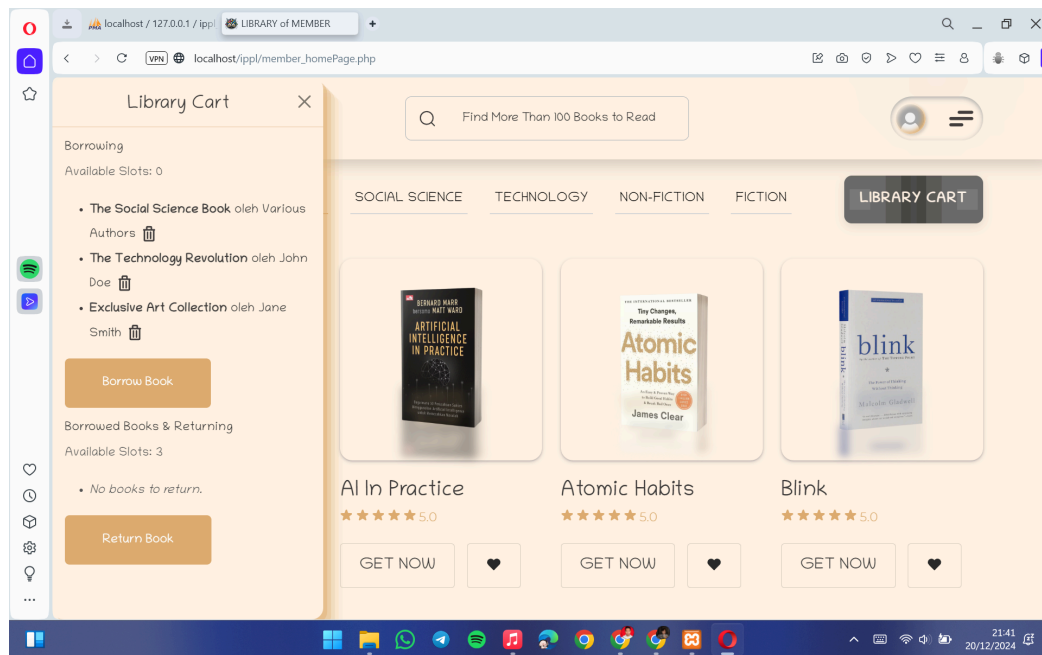 localhost / 127.0.0.1 / ippl
LIBRARY of MEMBER
VPN
localhost/ippl/member_homePage.php
Library Cart
Find More Than 100 Books to Read
Borrowing
Available Slots: 0
The Social Science Book oleh Various
Authors
The Technology Revolution oleh John
Doe
Exclusive Art Collection oleh Jane
Smith
Borrow Book
Borrowed Books & Returning
Available Slots: 3
No books to return.
Return Book
SOCIAL SCIENCE
TECHNOLOGY
NON-FICTION
FICTION
LIBRARY CART
BERNARD MARR
bersama MATT WARD
ARTIFICIAL
INTELLIGENCE
IN PRACTICE
Tiny Changes,
Remarkable Results
Atomic
Habits
James Clear
blink
Malcolm Gladwell
AI In Practice
Atomic Habits
Blink
5.0
5.0
5.0
GET NOW
GET NOW
GET NOW
21:41
20/12/2024